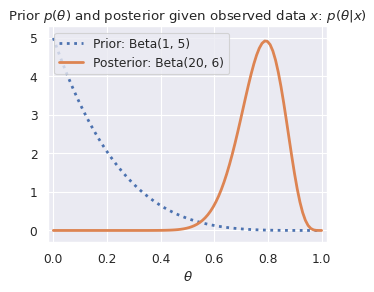 Prior p(θ) and posterior given observed data x: p(θ|x)
5
4
3
2
1
0
Prior: Beta(1, 5)
Posterior: Beta(20, 6)
0.0 0.2 0.4 0.6 0.8 1.0
θ